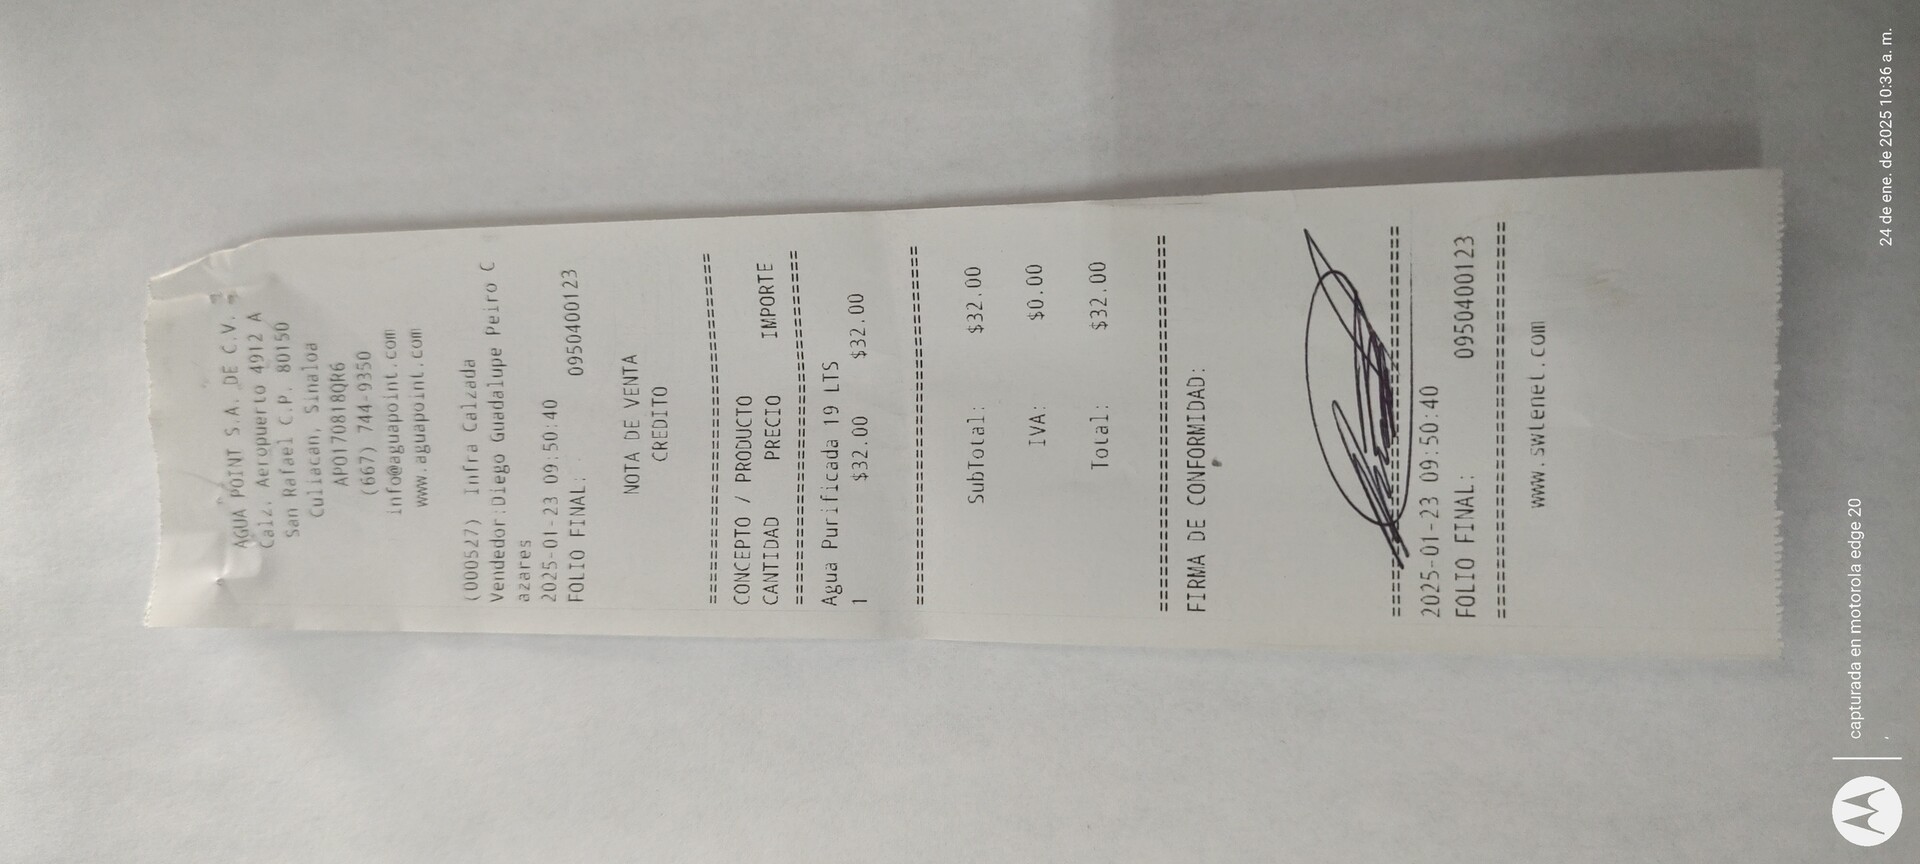 AGUA POINT S.A. DE C.V.
Calz. Aeropuerto 4912 A
San Rafael C.P. 80150
Culiacan, Sinaloa
APO170818QR6
(667) 744-9350
info@aguapoint.com
www.aguapoint.com
(000527) Infra Calzada
Vendedor:Diego Guadalupe Peiro C
azares
2025-01-23 09:50:40
FOLIO FINAL: 0950400123
NOTA DE VENTA
CREDITO
================================
CONCEPTO / PRODUCTO
CANTIDAD PRECIO IMPORTE
================================
Agua Purificada 19 LTS
1 $32.00 $32.00
================================
SubTotal: $32.00
IVA: $0.00
Total: $32.00
================================
FIRMA DE CONFORMIDAD:
================================
2025-01-23 09:50:40
FOLIO FINAL: 0950400123
================================
www.swlenet.com
capturada en motorola edge 20
24 de ene. de 2025 10:36 a. m.